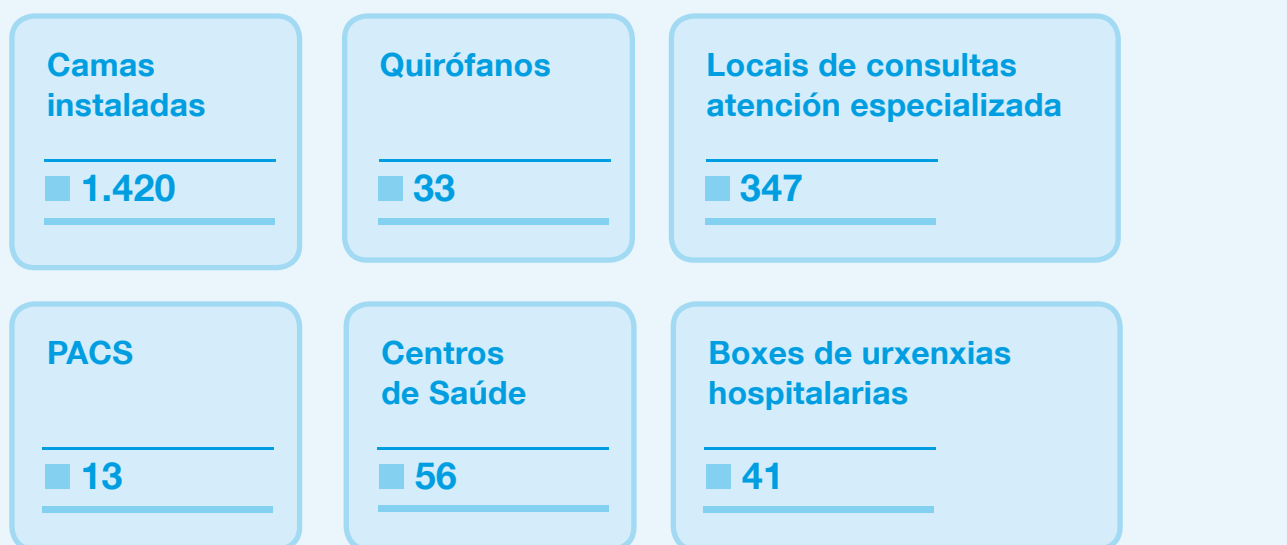 Camas
instaladas
1.420
Quirófanos
33
Locais de consultas
atención especializada
347
PACS
13
Centros
de Saúde
56
Boxes de urxenxias
hospitalarias
41